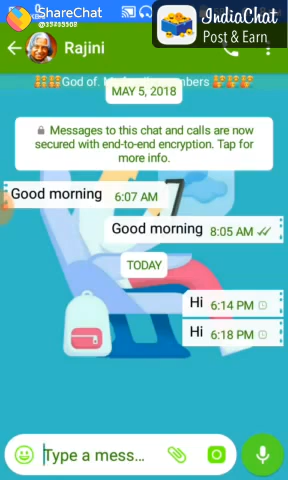 ShareChat
IndiaChat
Post & Earn
Rajini
God of.
MAY 5, 2018
Messages to this chat and calls are now
secured with end-to-end encryption. Tap for
more info.
Good morning 6:07 AM
Good morning 8:05 AM
TODAY
Hi 6:14 PM
Hi 6:18 PM
Type a mess...